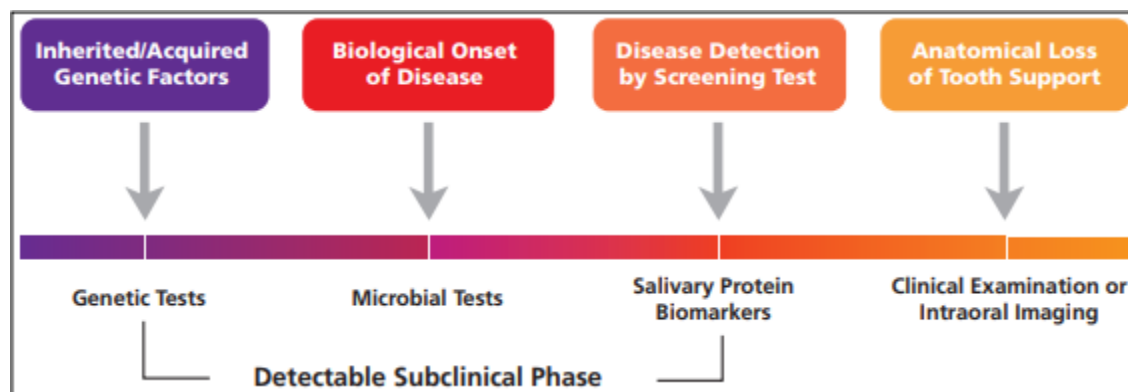 Inherited/Acquired
Genetic Factors
Biological Onset
of Disease
Disease Detection
by Screening Test
Anatomical Loss
of Tooth Support
Genetic Tests
Microbial Tests
Salivary Protein
Biomarkers
Clinical Examination or
Intraoral Imaging
Detectable Subclinical Phase